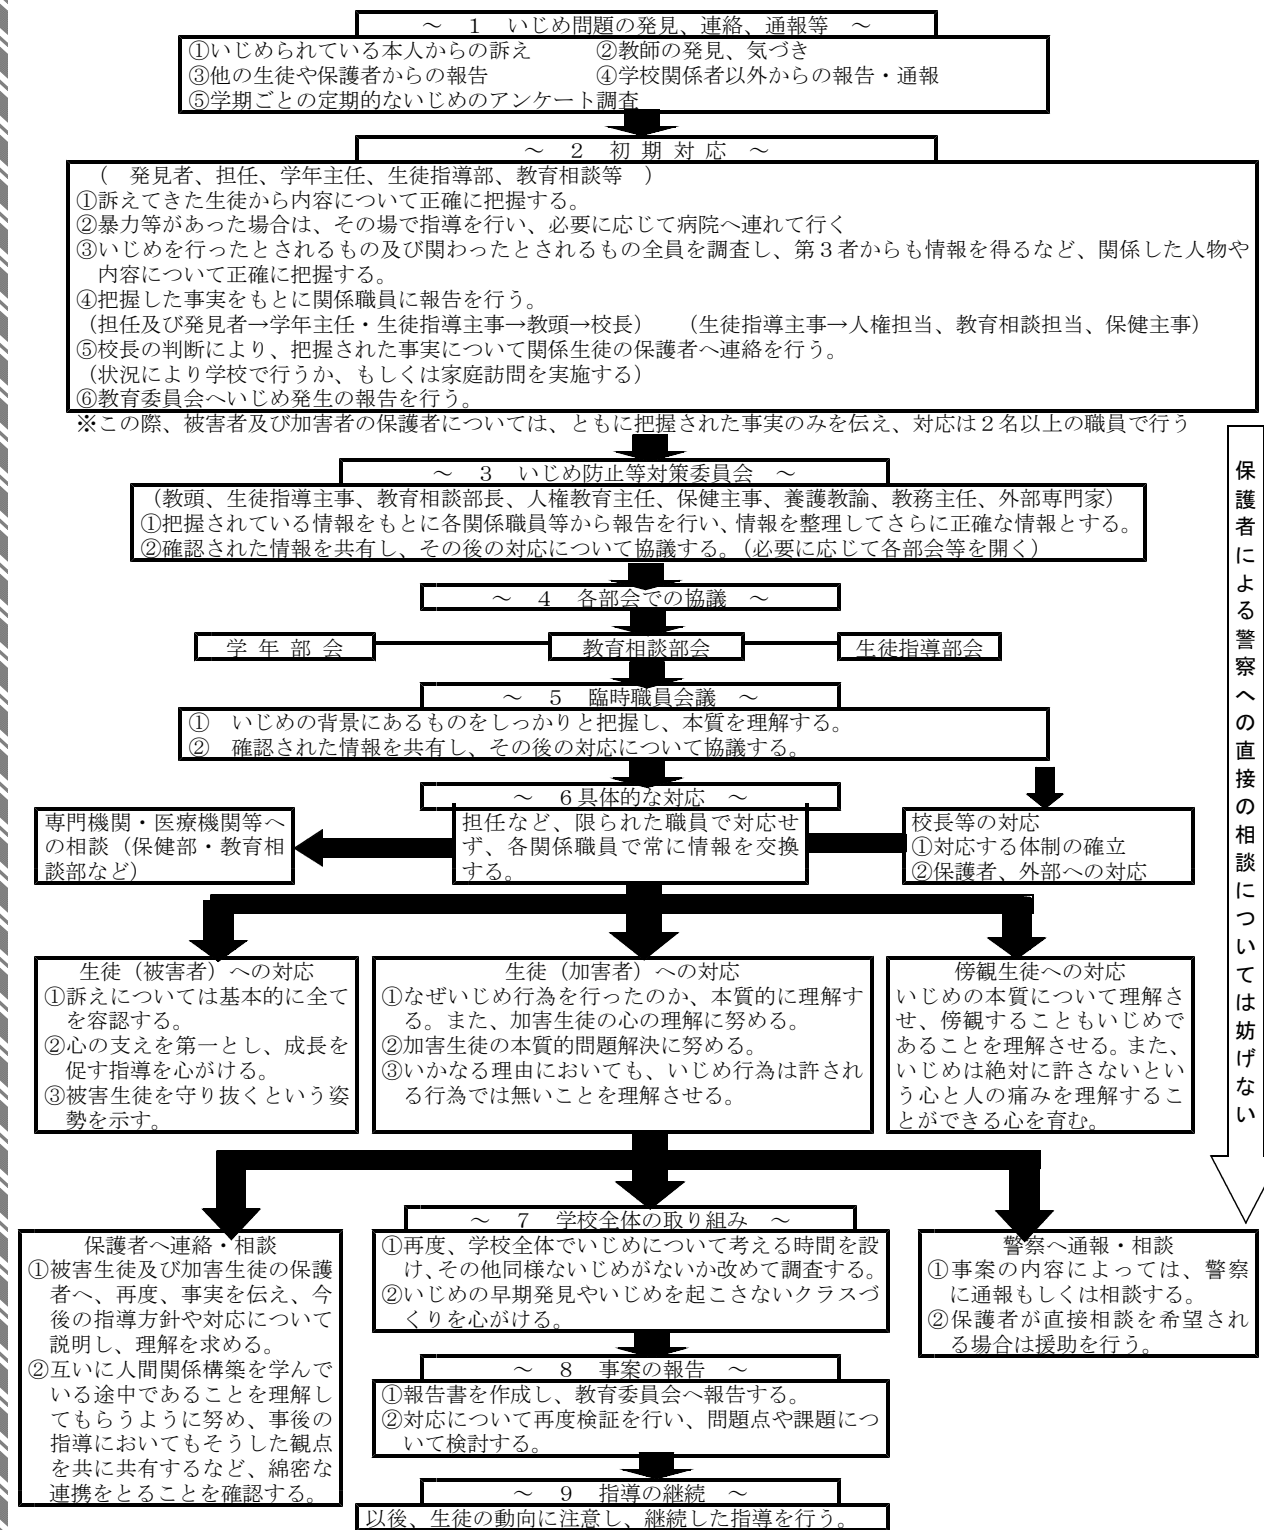 ～　１　いじめ問題の発見、連絡、通報等　～
①いじめられている本人からの訴え　　　②教師の発見、気づき
③他の生徒や保護者からの報告　　　　　④学校関係者以外からの報告・通報
⑤学期ごとの定期的ないじめのアンケート調査
～　２　初 期 対 応　～
（　発見者、担任、学年主任、生徒指導部、教育相談等　）
①訴えてきた生徒から内容について正確に把握する。
②暴力等があった場合は、その場で指導を行い、必要に応じて病院へ連れて行く
③いじめを行ったとされるもの及び関わったとされるもの全員を調査し、第３者からも情報を得るなど、関係した人物や
内容について正確に把握する。
④把握した事実をもとに関係職員に報告を行う。
（担任及び発見者→学年主任・生徒指導主事→教頭→校長）　（生徒指導主事→人権担当、教育相談担当、保健主事）
⑤校長の判断により、把握された事実について関係生徒の保護者へ連絡を行う。
（状況により学校で行うか、もしくは家庭訪問を実施する）
⑥教育委員会へいじめ発生の報告を行う。
※この際、被害者及び加害者の保護者については、ともに把握された事実のみを伝え、対応は２名以上の職員で行う
～　３　いじめ防止等対策委員会　～
（教頭、生徒指導主事、教育相談部長、人権教育主任、保健主事、養護教諭、教務主任、外部専門家）
①把握されている情報をもとに各関係職員等から報告を行い、情報を整理してさらに正確な情報とする。
②確認された情報を共有し、その後の対応について協議する。（必要に応じて各部会等を開く）
～　４　各部会での協議　～
学 年 部 会
教育相談部会
生徒指導部会
～　５　臨時職員会議　～
①　いじめの背景にあるものをしっかりと把握し、本質を理解する。
②　確認された情報を共有し、その後の対応について協議する。
～　６具体的な対応　～
専門機関・医療機関等へ
の相談（保健部・教育相
談部など）
担任など、限られた職員で対応せ
ず、各関係職員で常に情報を交換
する。
校長等の対応
①対応する体制の確立
②保護者、外部への対応
保護者による警察への直接の相談については妨げない
生徒（被害者）への対応
①訴えについては基本的に全て
を容認する。
②心の支えを第一とし、成長を
促す指導を心がける。
③被害生徒を守り抜くという姿
勢を示す。
生徒（加害者）への対応
①なぜいじめ行為を行ったのか、本質的に理解す
る。また、加害生徒の心の理解に努める。
②加害生徒の本質的問題解決に努める。
③いかなる理由においても、いじめ行為は許され
る行為では無いことを理解させる。
傍観生徒への対応
いじめの本質について理解さ
せ、傍観することもいじめで
あることを理解させる。また、
いじめは絶対に許さないとい
う心と人の痛みを理解するこ
とができる心を育む。
保護者へ連絡・相談
①被害生徒及び加害生徒の保護
者へ、再度、事実を伝え、今
後の指導方針や対応について
説明し、理解を求める。
②互いに人間関係構築を学んで
いる途中であることを理解し
てもらうように努め、事後の
指導においてもそうした観点
を共に共有するなど、綿密な
連携をとることを確認する。
～　７　学校全体の取り組み　～
①再度、学校全体でいじめについて考える時間を設
け、その他同様ないじめがないか改めて調査する。
②いじめの早期発見やいじめを起こさないクラスづ
くりを心がける。
警察へ通報・相談
①事案の内容によっては、警察
に通報もしくは相談する。
②保護者が直接相談を希望され
る場合は援助を行う。
～　８　事案の報告　～
①報告書を作成し、教育委員会へ報告する。
②対応について再度検証を行い、問題点や課題につ
いて検討する。
～　９　指導の継続　～
以後、生徒の動向に注意し、継続した指導を行う。